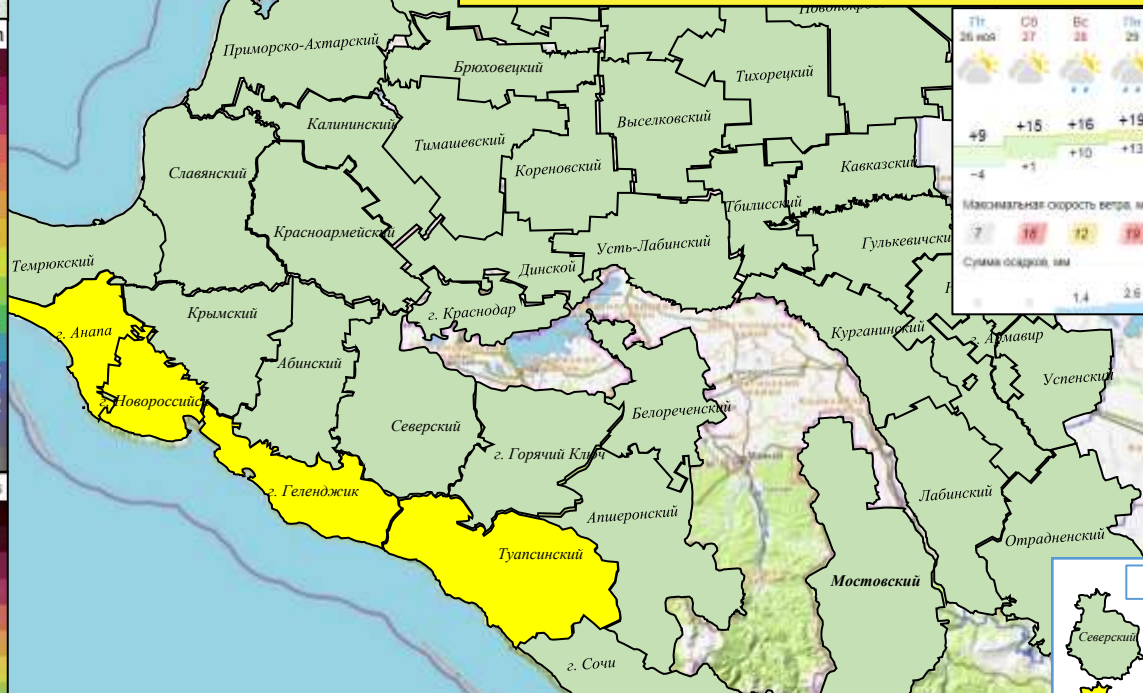 Приморско-Ахтарский
Брюховецкий
Тихорецкий
Калининский
Тимашевский
Выселковский
Славянский
Кореновский
Кавказский
Тбилисский
Красноармейский
Усть-Лабинский
Гулькевичски
Темрюкский
Динской
г. Краснодар
Крымский
г. Анапа
Курганинский
г. Армавир
Абинский
Успенский
г. Новороссийск
Белореченский
Северский
г. Горячий Ключ
г. Геленджик
Лабинский
Апшеронский
Отрадненский
Туапсинский
Мостовский
г. Сочи
Северский
Пт Сб Вс Пн
26 ноя 27 28 29
+9 +15 +16 +19
−4 +1 +10 +13
Максимальная скорость ветра, м
7 18 12 19
Сумма осадков, мм
1.4 2.6